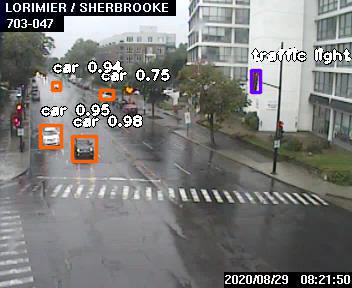 LORIMIER / SHERBROOKE
703-047
traffic light
car 0.94
car 0.75
car 0.95
car 0.98
2020/08/29 08:21:50